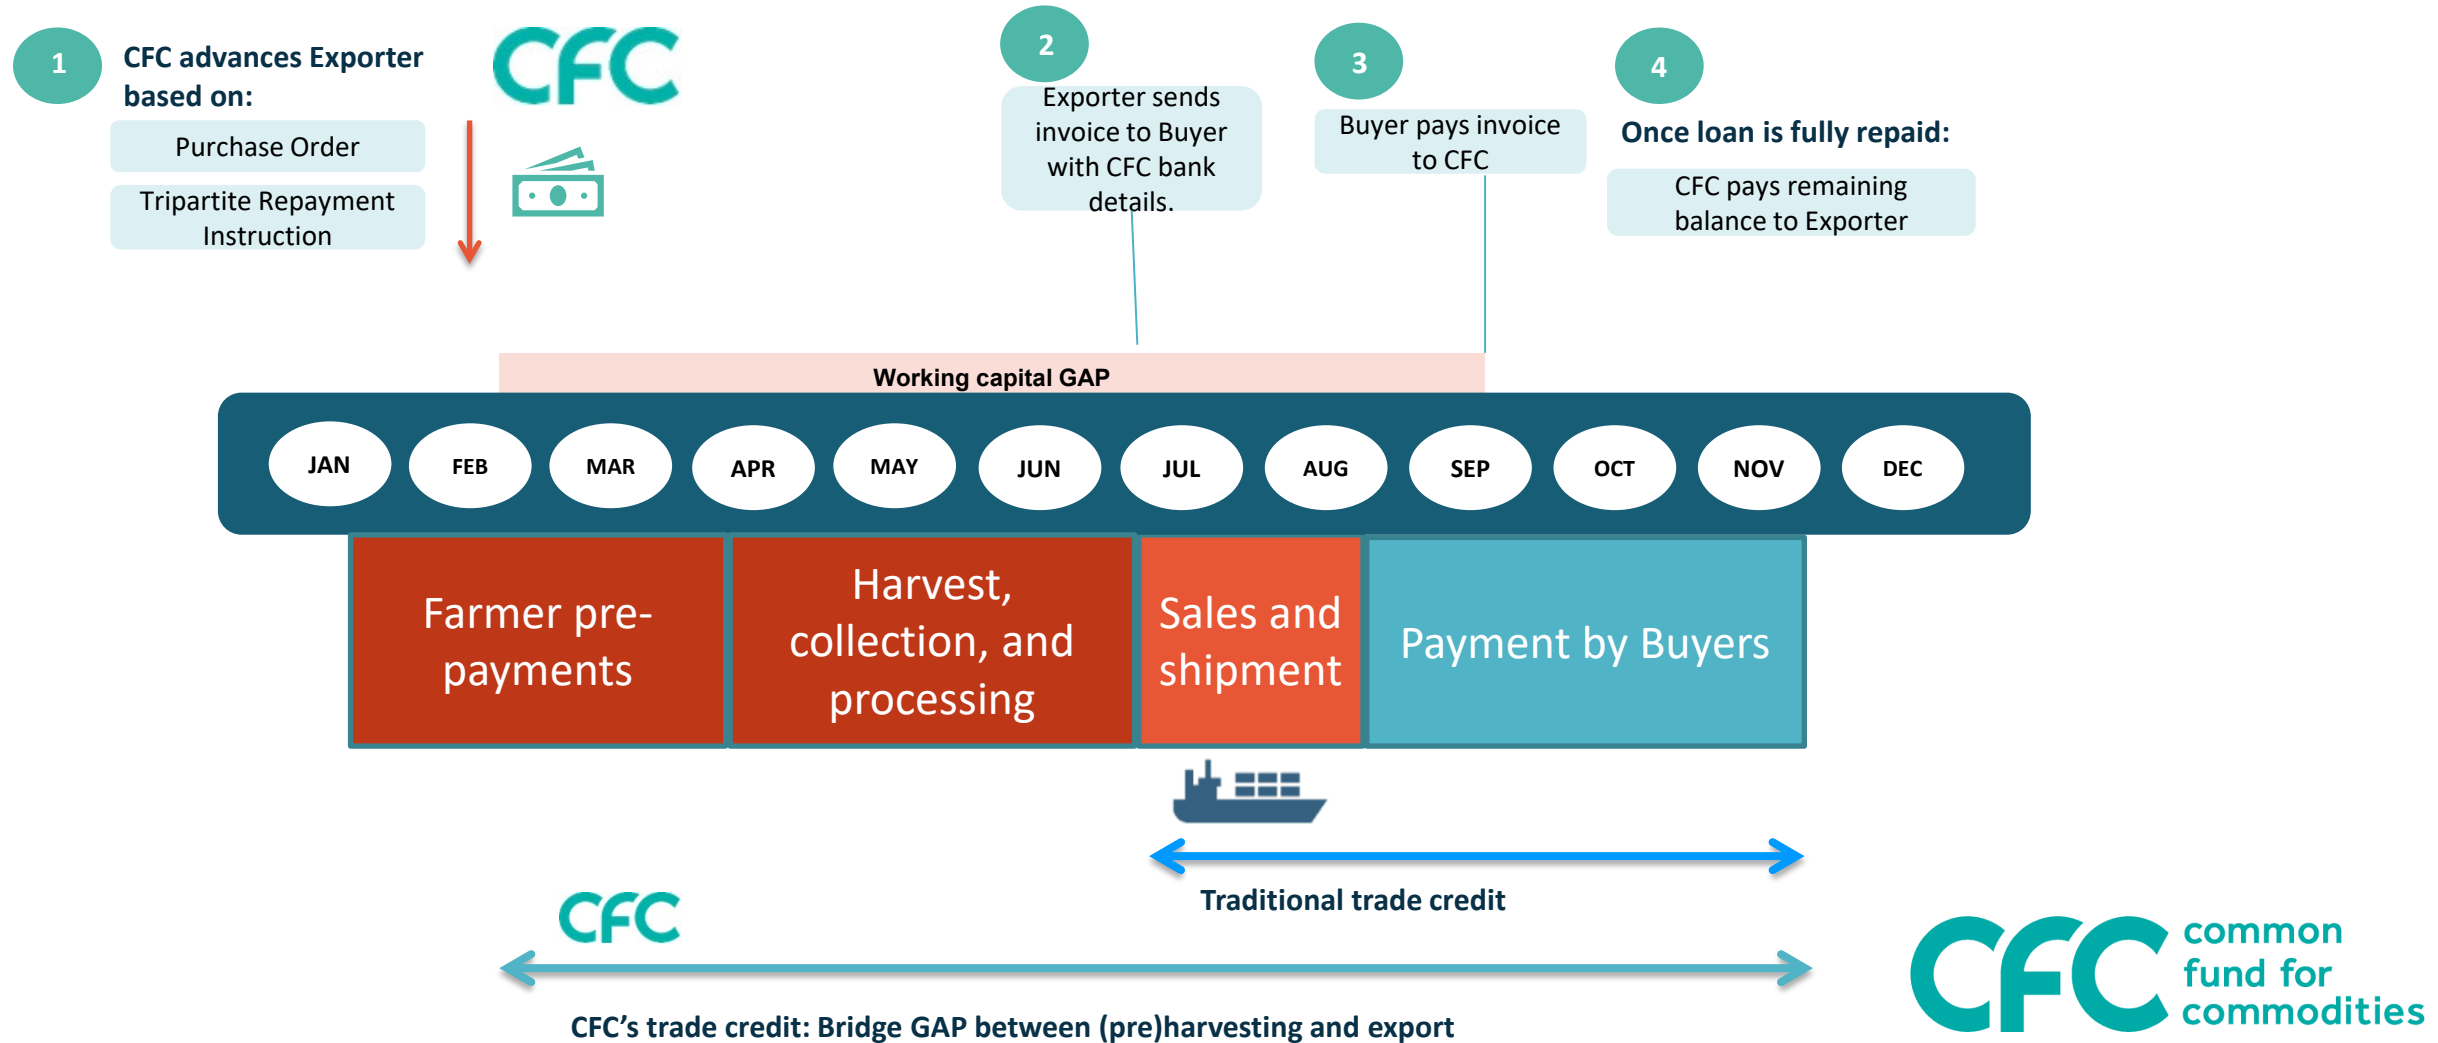 1
CFC advances Exporter
based on:
Purchase Order
Tripartite Repayment
Instruction
CFC
2
Exporter sends
invoice to Buyer
with CFC bank
details.
3
Buyer pays invoice
to CFC
4
Once loan is fully repaid:
CFC pays remaining
balance to Exporter
Working capital GAP
JAN FEB MAR APR MAY JUN JUL AUG SEP OCT NOV DEC
Farmer pre-
payments
Harvest,
collection, and
processing
Sales and
shipment
Payment by Buyers
Traditional trade credit
CFC
CFC’s trade credit: Bridge GAP between (pre)harvesting and export
CFC
common
fund for
commodities